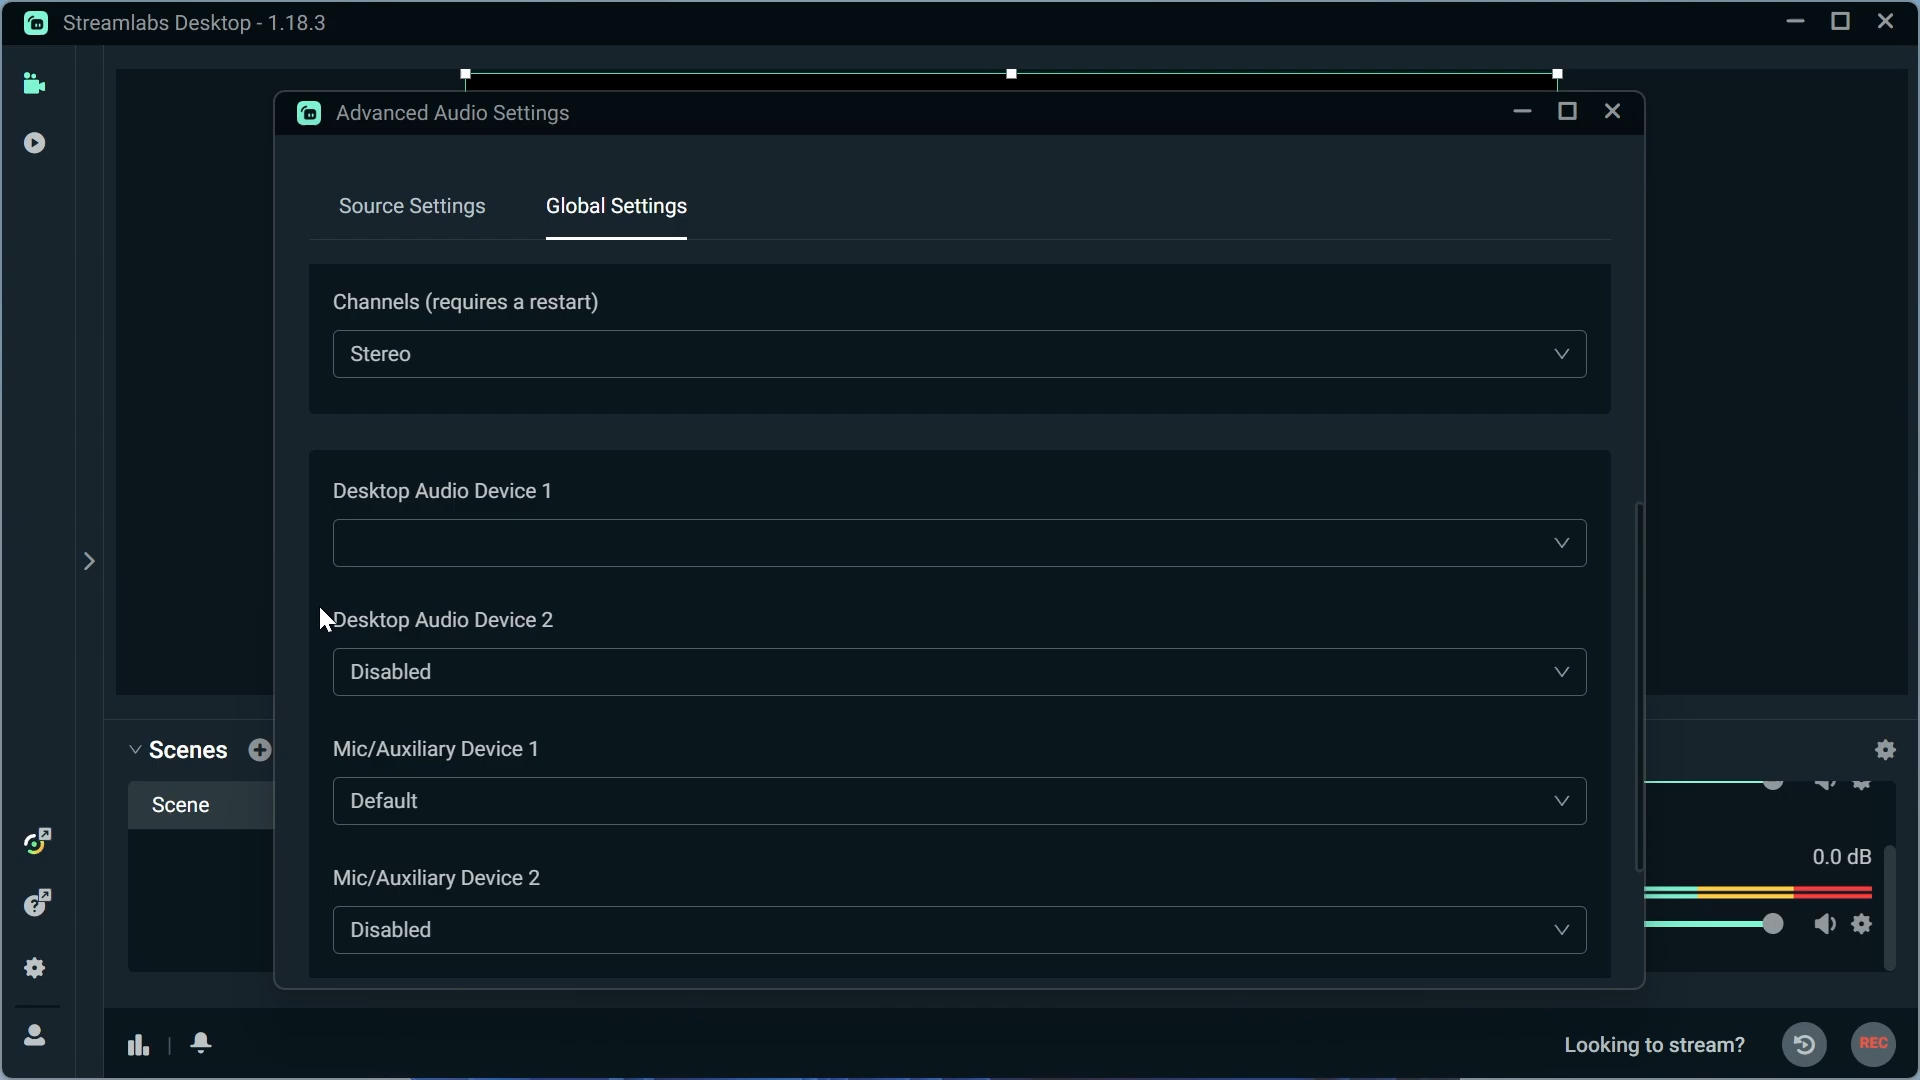 Streamlabs Desktop - 1.18.3
Advanced Audio Settings
Source Settings
Global Settings
Channels (requires a restart)
Stereo
Desktop Audio Device 1
Desktop Audio Device 2
Disabled
Mic/Auxiliary Device 1
Default
Mic/Auxiliary Device 2
Disabled
Scenes
Scene
0.0 dB
Looking to stream?
REC